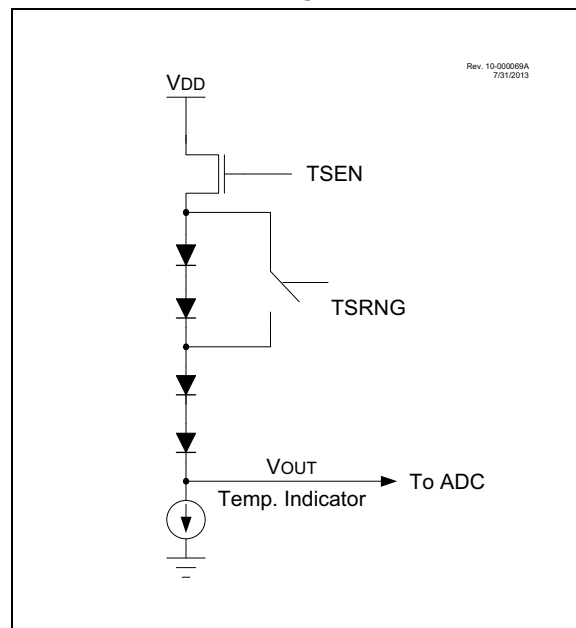 Rev. 10-000069A
7/31/2013
VDD
TSEN
TSRNG
VOUT
To ADC
Temp. Indicator